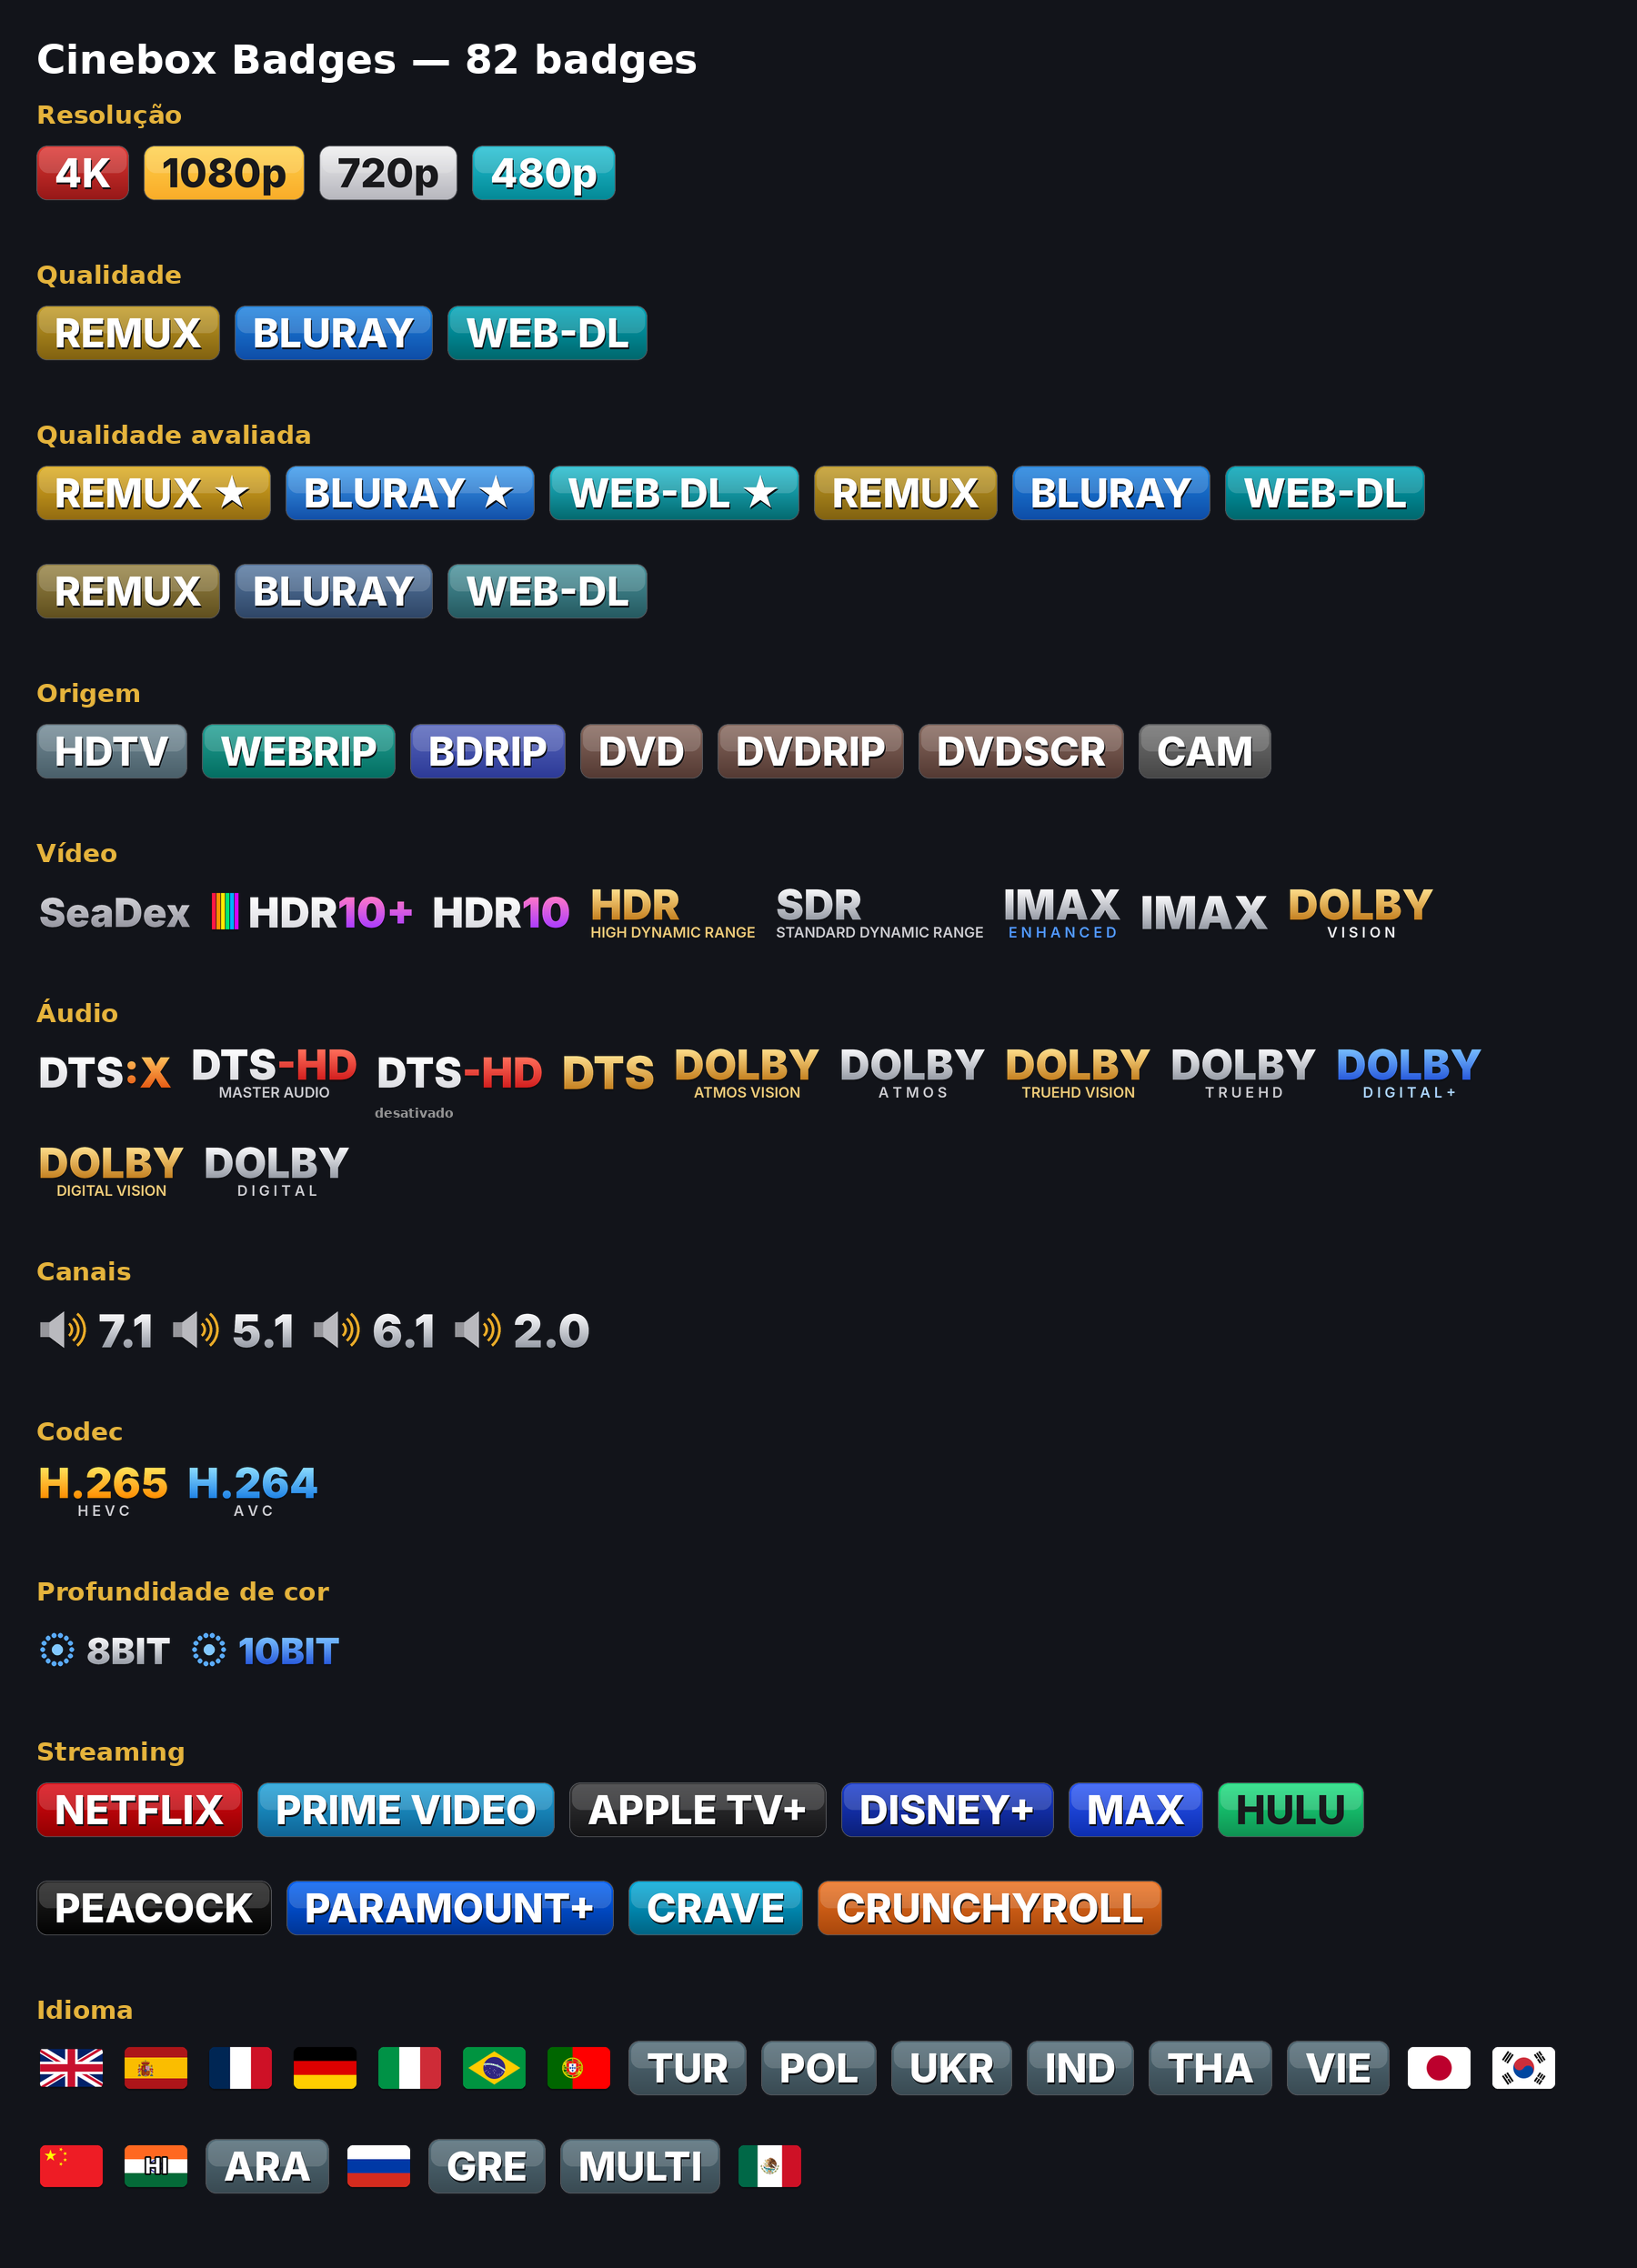 Cinebox Badges — 82 badges
Resolução
4K 1080p 720p 480p
Qualidade
REMUX BLURAY WEB-DL
Qualidade avaliada
REMUX ★ BLURAY ★ WEB-DL ★ REMUX BLURAY WEB-DL
REMUX BLURAY WEB-DL
Origem
HDTV WEBRIP BDRIP DVD DVDRIP DVDSCR CAM
Vídeo
SeaDex HDR10+ HDR10 HDR SDR IMAX IMAX DOLBY
HIGH DYNAMIC RANGE STANDARD DYNAMIC RANGE ENHANCED VISION
Áudio
DTS:X DTS-HD DTS-HD DTS DOLBY DOLBY DOLBY DOLBY DOLBY
MASTER AUDIO ATMOS VISION ATMOS TRUEHD VISION TRUEHD DIGITAL+
desativado
DOLBY DOLBY
DIGITAL VISION DIGITAL
Canais
7.1 5.1 6.1 2.0
Codec
H.265 H.264
HEVC AVC
Profundidade de cor
8BIT 10BIT
Streaming
NETFLIX PRIME VIDEO APPLE TV+ DISNEY+ MAX HULU
PEACOCK PARAMOUNT+ CRAVE CRUNCHYROLL
Idioma
TUR POL UKR IND THA VIE
HI ARA GRE MULTI